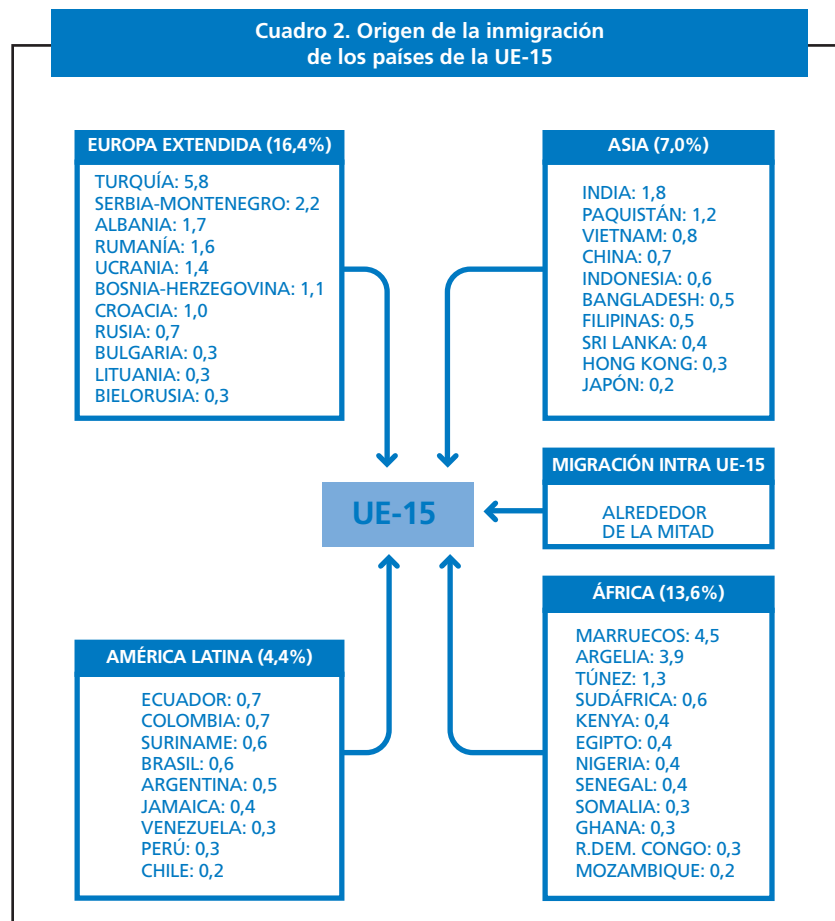 Cuadro 2. Origen de la inmigración
de los países de la UE-15
EUROPA EXTENDIDA (16,4%)
TURQUÍA: 5,8
SERBIA-MONTENEGRO: 2,2
ALBANIA: 1,7
RUMANÍA: 1,6
UCRANIA: 1,4
BOSNIA-HERZEGOVINA: 1,1
CROACIA: 1,0
RUSIA: 0,7
BULGARIA: 0,3
LITUANIA: 0,3
BIELORUSIA: 0,3
ASIA (7,0%)
INDIA: 1,8
PAQUISTÁN: 1,2
VIETNAM: 0,8
CHINA: 0,7
INDONESIA: 0,6
BANGLADESH: 0,5
FILIPINAS: 0,5
SRI LANKA: 0,4
HONG KONG: 0,3
JAPÓN: 0,2
MIGRACIÓN INTRA UE-15
ALREDEDOR
DE LA MITAD
UE-15
AMÉRICA LATINA (4,4%)
ECUADOR: 0,7
COLOMBIA: 0,7
SURINAME: 0,6
BRASIL: 0,6
ARGENTINA: 0,5
JAMAICA: 0,4
VENEZUELA: 0,3
PERÚ: 0,3
CHILE: 0,2
ÁFRICA (13,6%)
MARRUECOS: 4,5
ARGELIA: 3,9
TÚNEZ: 1,3
SUDÁFRICA: 0,6
KENYA: 0,4
EGIPTO: 0,4
NIGERIA: 0,4
SENEGAL: 0,4
SOMALIA: 0,3
GHANA: 0,3
R.DEM. CONGO: 0,3
MOZAMBIQUE: 0,2